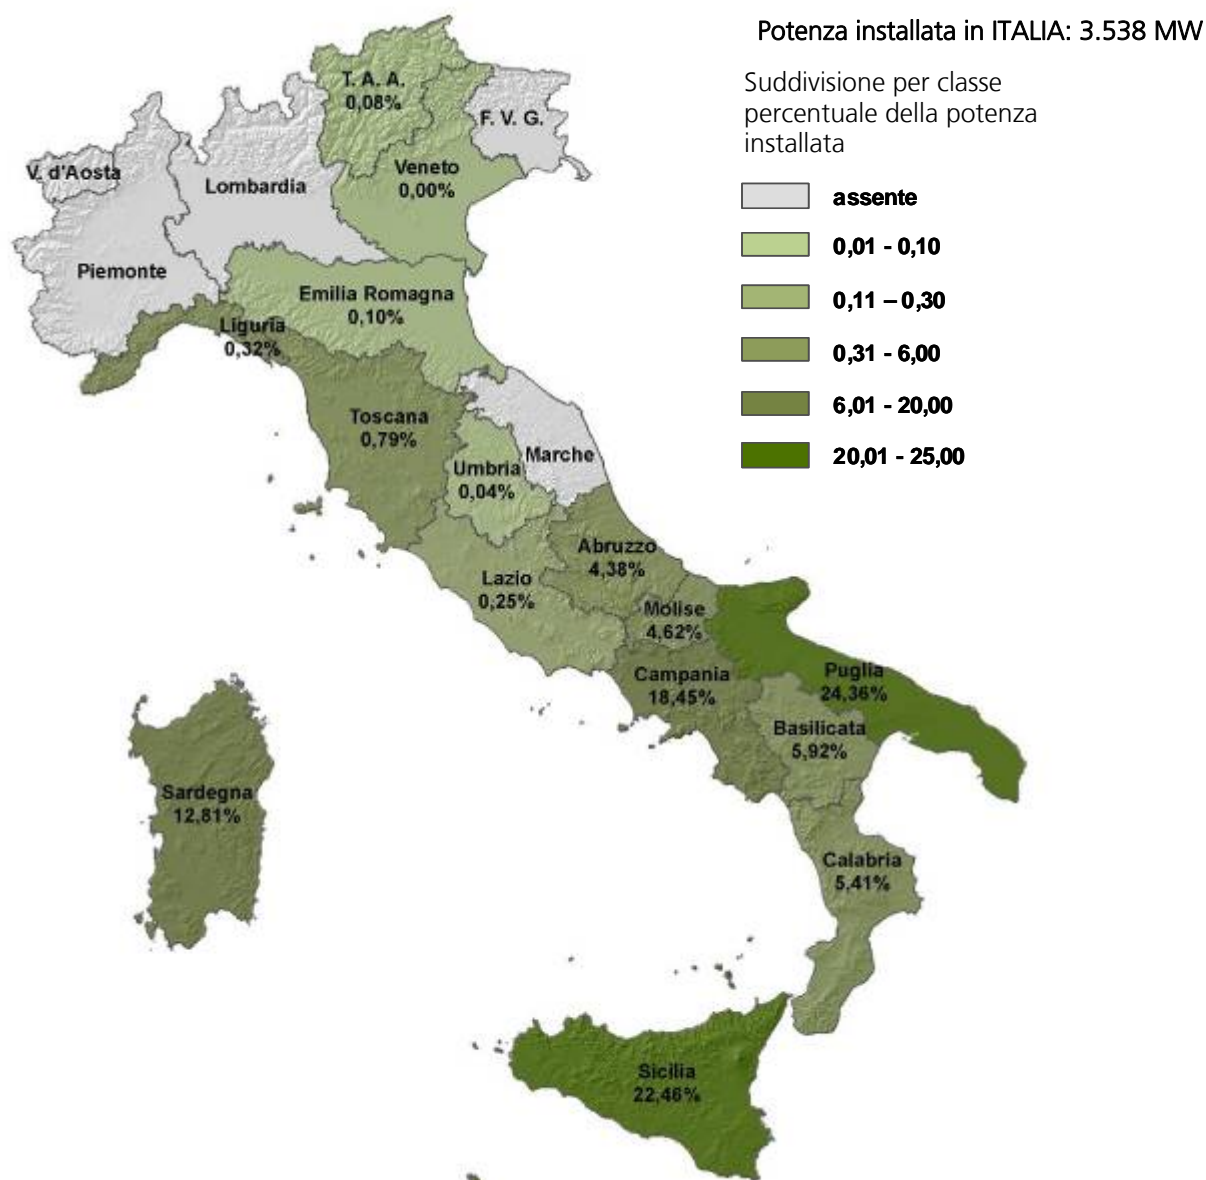 Potenza installata in ITALIA: 3.538 MW
Suddivisione per classe
percentuale della potenza
installata
assente
0,01 - 0,10
0,11 – 0,30
0,31 - 6,00
6,01 - 20,00
20,01 - 25,00
T. A. A.
0,08%
F. V. G.
V. d'Aosta
Lombardia
Veneto
0,00%
Piemonte
Emilia Romagna
0,10%
Liguria
0,32%
Toscana
0,79%
Umbria
0,04%
Marche
Abruzzo
4,38%
Lazio
0,25%
Molise
4,62%
Campania
18,45%
Puglia
24,36%
Basilicata
5,92%
Sardegna
12,81%
Calabria
5,41%
Sicilia
22,46%